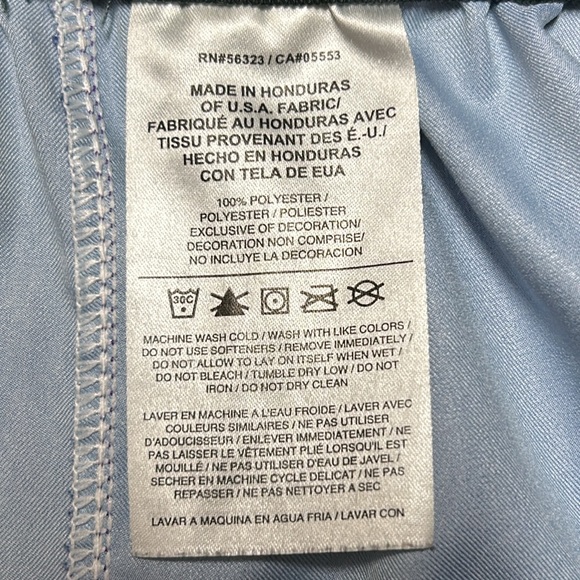 RN#56323 / CA#05553
MADE IN HONDURAS
OF U.S.A. FABRIC/
FABRIQUÉ AU HONDURAS AVEC
TISSU PROVENANT DES É.-U./
HECHO EN HONDURAS
CON TELA DE EUA
100% POLYESTER /
POLYESTER / POLIESTER
EXCLUSIVE OF DECORATION/
DECORATION NON COMPRISE/
NO INCLUYE LA DECORACION
30C
MACHINE WASH COLD / WASH WITH LIKE COLORS /
DO NOT USE SOFTENERS / REMOVE IMMEDIATELY /
DO NOT ALLOW TO LAY ON ITSELF WHEN WET /
DO NOT BLEACH / TUMBLE DRY LOW / DO NOT
IRON / DO NOT DRY CLEAN
LAVER EN MACHINE A L'EAU FROIDE / LAVER AVEC
COULEURS SIMILAIRES / NE PAS UTILISER
D'ADOUCISSEUR / ENLEVER IMMEDIATEMENT / NE
PAS LAISSER LE VÊTEMENT PLIÉ LORSQU'IL EST
MOUILLÉ / NE PAS UTILISER D'EAU DE JAVEL /
SECHER EN MACHINE CYCLE DELICAT / NE PAS
REPASSER / NE PAS NETTOYER A SEC
LAVAR A MAQUINA EN AGUA FRIA / LAVAR CON